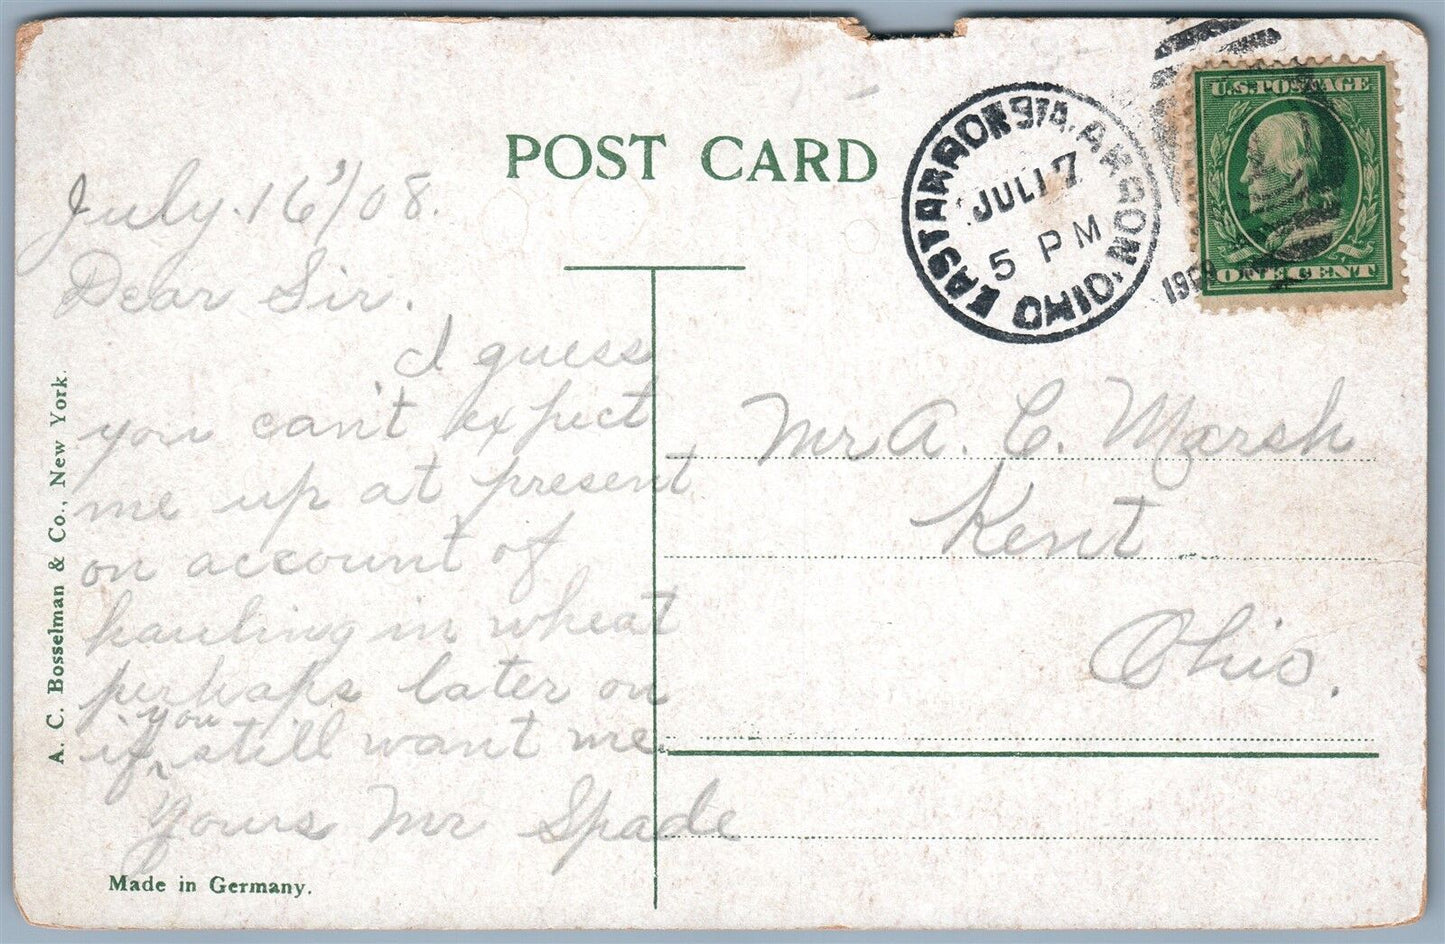 POST CARD
EAST AKRON STA. AKRON, OHIO
JUL 17
5 PM
U.S. POSTAGE
ONE CENT
July. 16'/08.
Dear Sir.
I guess
you can't expect
me up at present
on account of
hauling in wheat
perhaps later on
if you still want me.
Yours Mr Spade
Mr A. C. Marsh
Kent
Ohio.
A. C. Bosselman & Co., New York.
Made in Germany.